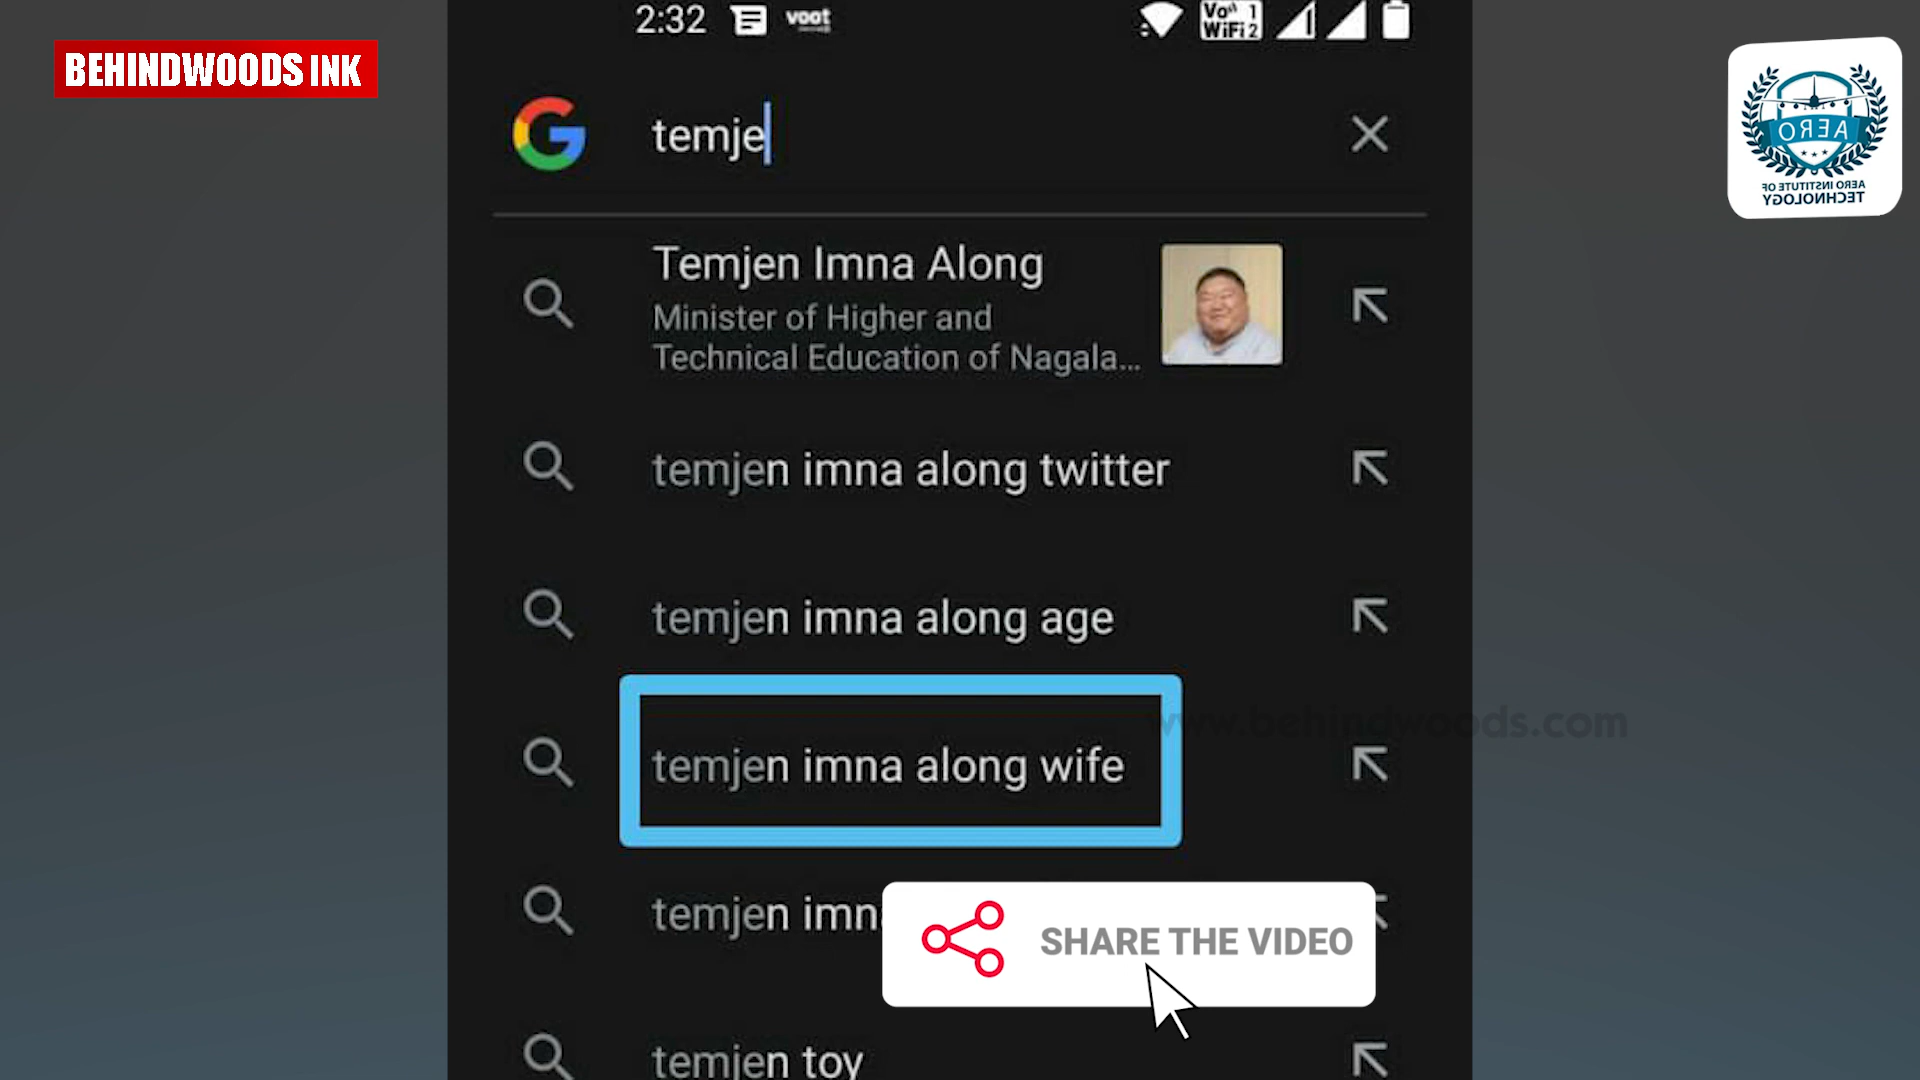 2:32
voot
Vo 1
WiFi 2
BEHINDWOODS INK
temje
AERO
AERO INSTITUTE OF
TECHNOLOGY
Temjen Imna Along
Minister of Higher and
Technical Education of Nagala...
temjen imna along twitter
temjen imna along age
www.behindwoods.com
temjen imna along wife
temjen imn
SHARE THE VIDEO
temjen toy